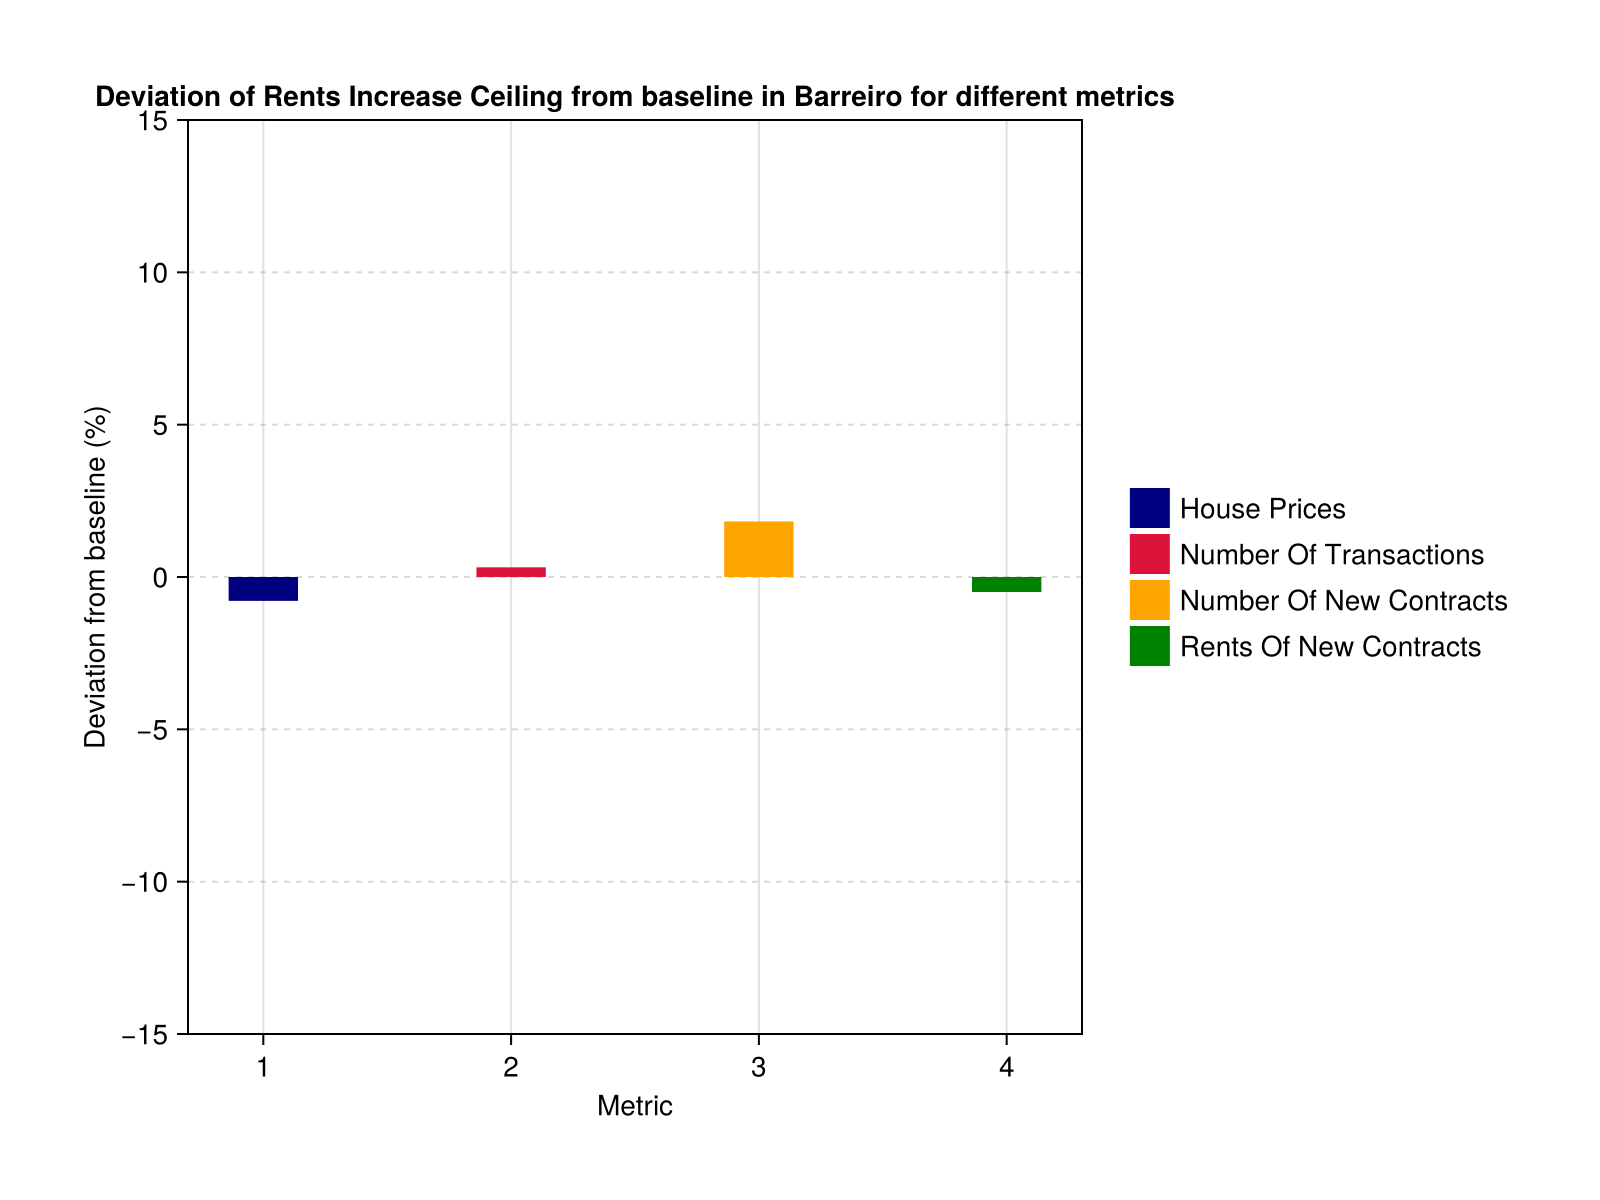 Deviation of Rents Increase Ceiling from baseline in Barreiro for different metrics
15
10
5
0
−5
−10
−15
Deviation from baseline (%)
1 2 3 4
Metric
House Prices
Number Of Transactions
Number Of New Contracts
Rents Of New Contracts